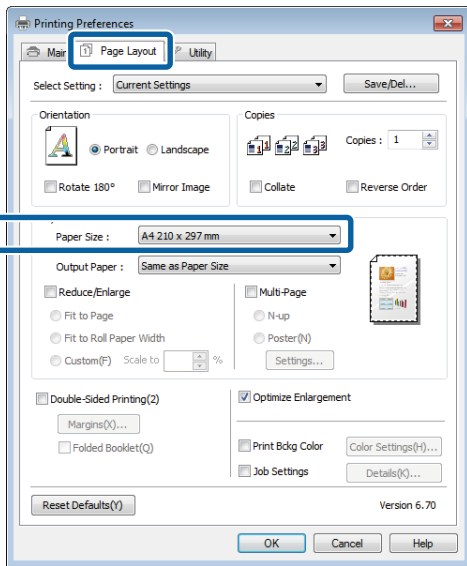 Printing Preferences
Main Page Layout Utility
Select Setting : Current Settings Save/Del...
Orientation Copies
Portrait Landscape Copies : 1
Rotate 180° Mirror Image Collate Reverse Order
Paper Size : A4 210 x 297 mm
Output Paper : Same as Paper Size
Reduce/Enlarge Multi-Page
Fit to Page N-up
Fit to Roll Paper Width Poster(N)
Custom(F) Scale to % Settings...
Double-Sided Printing(2) Optimize Enlargement
Margins(X)...
Folded Booklet(Q) Print Bckg Color Color Settings(H)...
Job Settings Details(K)...
Reset Defaults(Y) Version 6.70
OK Cancel Help